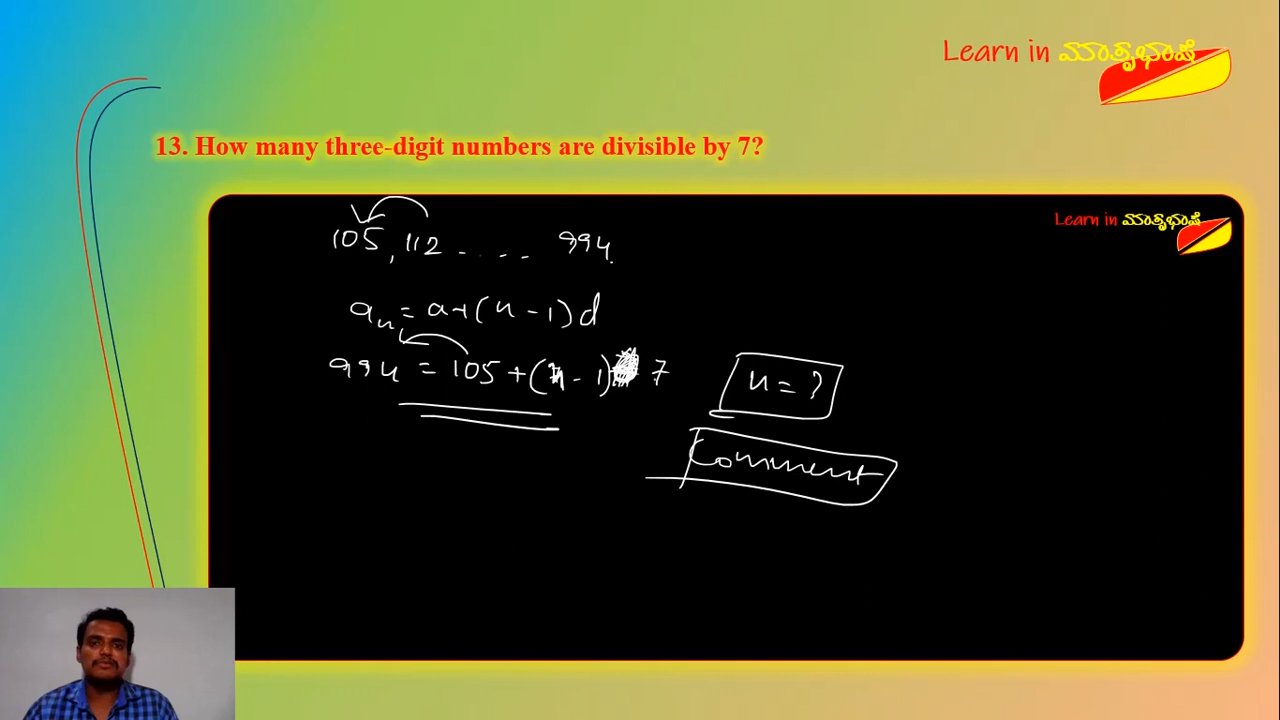 Learn in ಮಾತೃಭಾಷೆ
13. How many three-digit numbers are divisible by 7?
Learn in ಮಾತೃಭಾಷೆ
105, 112 ..... 994.
aₙ = a+(n-1)d
994 = 105+(n-1) 7
n = ?
Comment